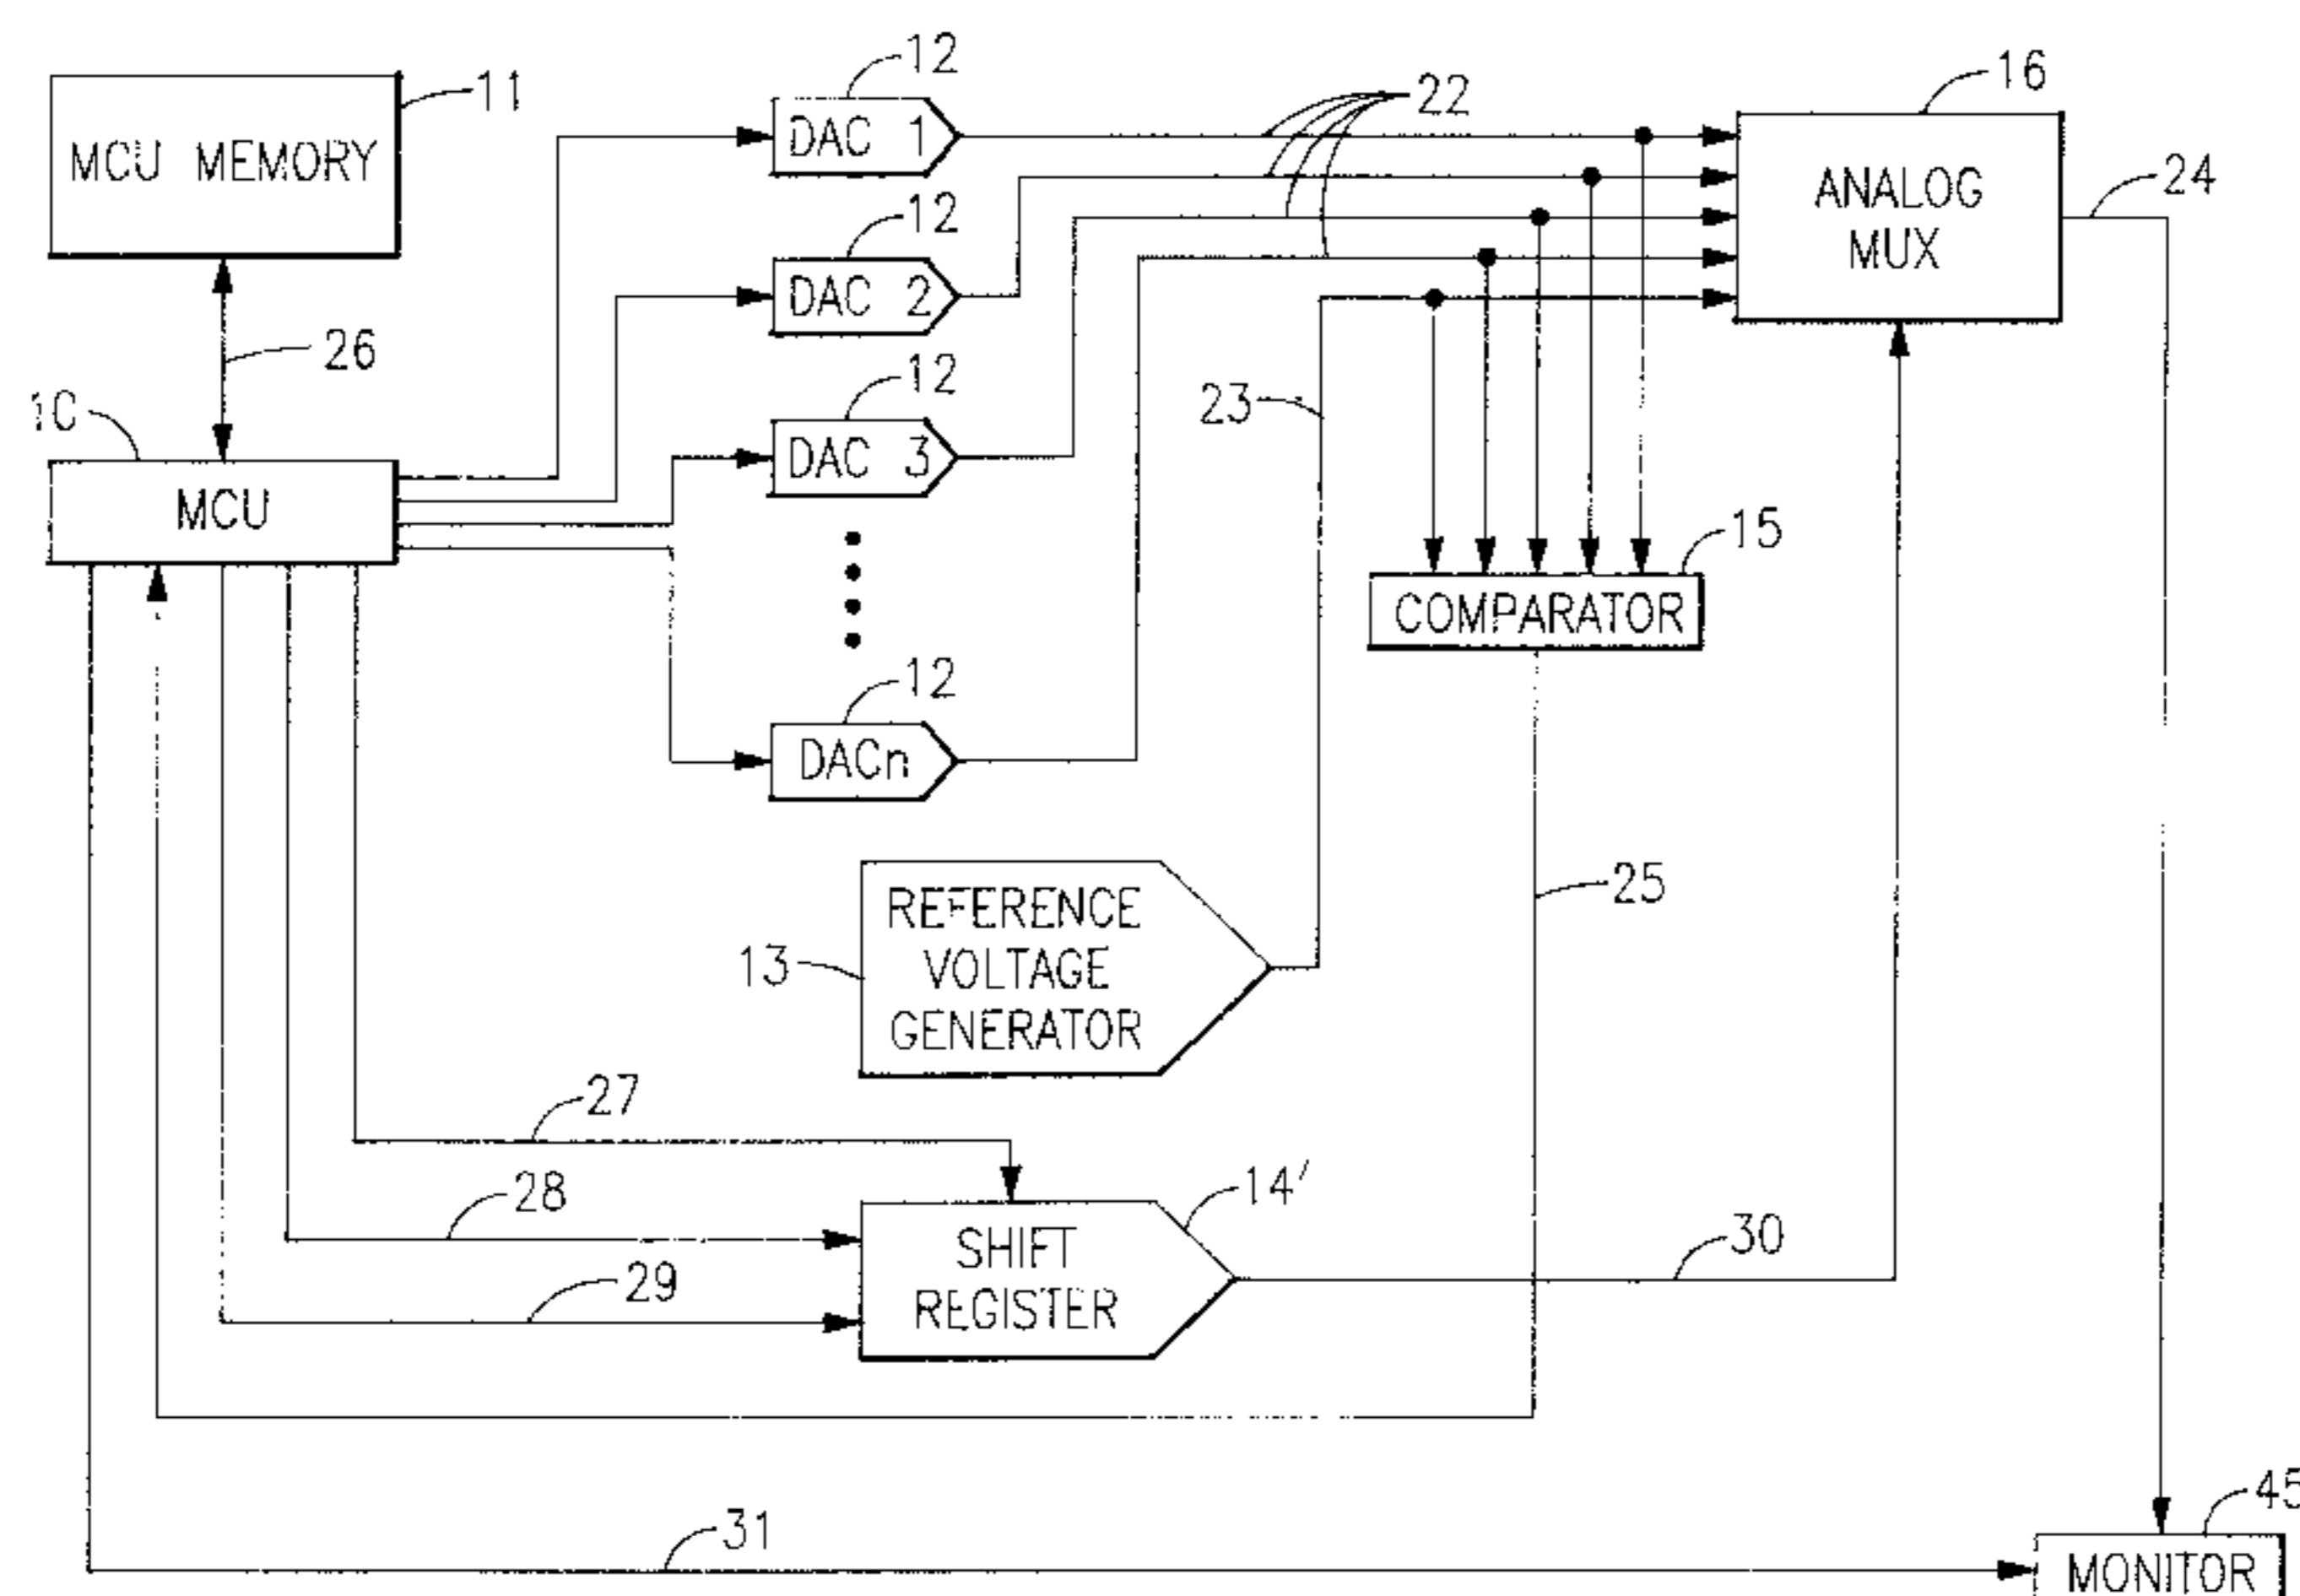 12
16
11
22
DAC 1
MCU MEMORY
ANALOG
MUX
24
12
DAC 2
26
12
23
10
DAC 3
MCU
15
COMPARATOR
12
DACn
25
REFERENCE
VOLTAGE
GENERATOR
13
27
28
14'
SHIFT
REGISTER
30
29
45
31
MONITOR